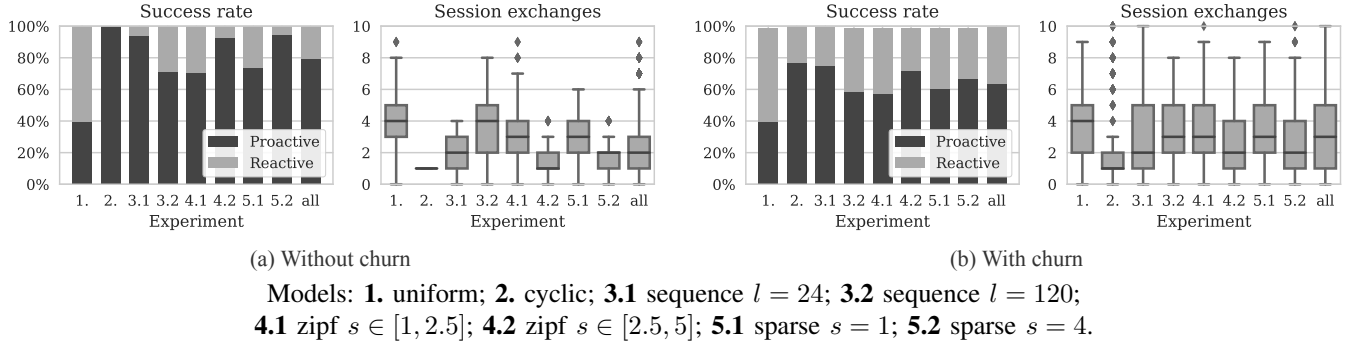 Success rate
100%
80%
60%
40%
20%
0%
Proactive
Reactive
1. 2. 3.1 3.2 4.1 4.2 5.1 5.2 all
Experiment
Session exchanges
10
8
6
4
2
0
1. 2. 3.1 3.2 4.1 4.2 5.1 5.2 all
Experiment
(a) Without churn
Success rate
100%
80%
60%
40%
20%
0%
Proactive
Reactive
1. 2. 3.1 3.2 4.1 4.2 5.1 5.2 all
Experiment
Session exchanges
10
8
6
4
2
0
1. 2. 3.1 3.2 4.1 4.2 5.1 5.2 all
Experiment
(b) With churn
Models: 1. uniform; 2. cyclic; 3.1 sequence l = 24; 3.2 sequence l = 120;
4.1 zipf s ∈ [1, 2.5]; 4.2 zipf s ∈ [2.5, 5]; 5.1 sparse s = 1; 5.2 sparse s = 4.